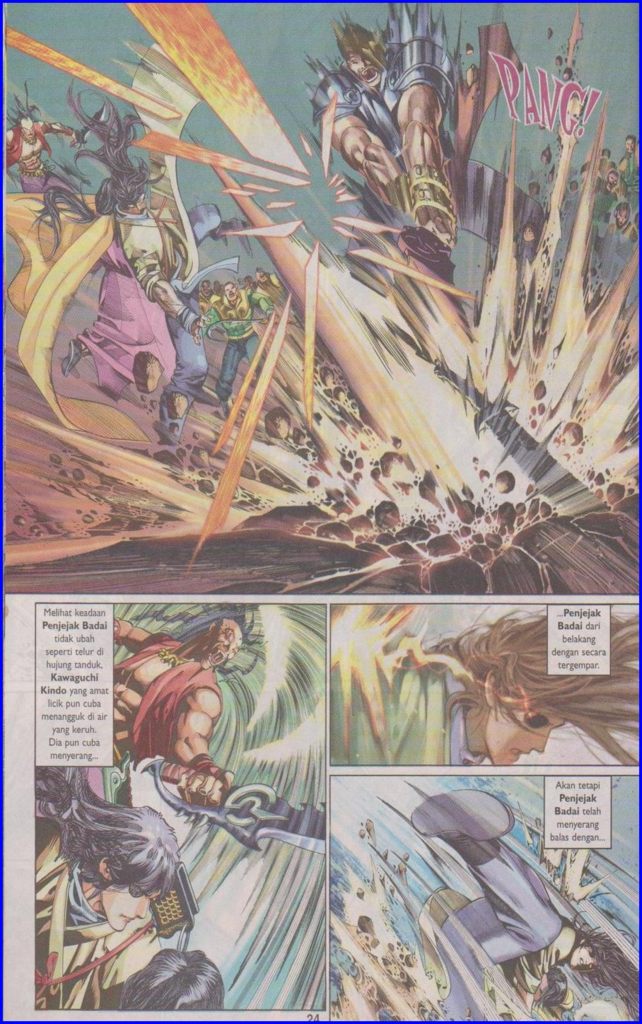 PANG!
Melihat keadaan
Penjejak Badai
tidak ubah
seperti telur di
hujung tanduk,
Kawaguchi
Kindo yang amat
licik pun cuba
menangguk di air
yang keruh.
Dia pun cuba
menyerang...
...Penjejak
Badai dari
belakang
dengan secara
tergempar.
Akan tetapi
Penjejak
Badai telah
menyerang
balas dengan...
24